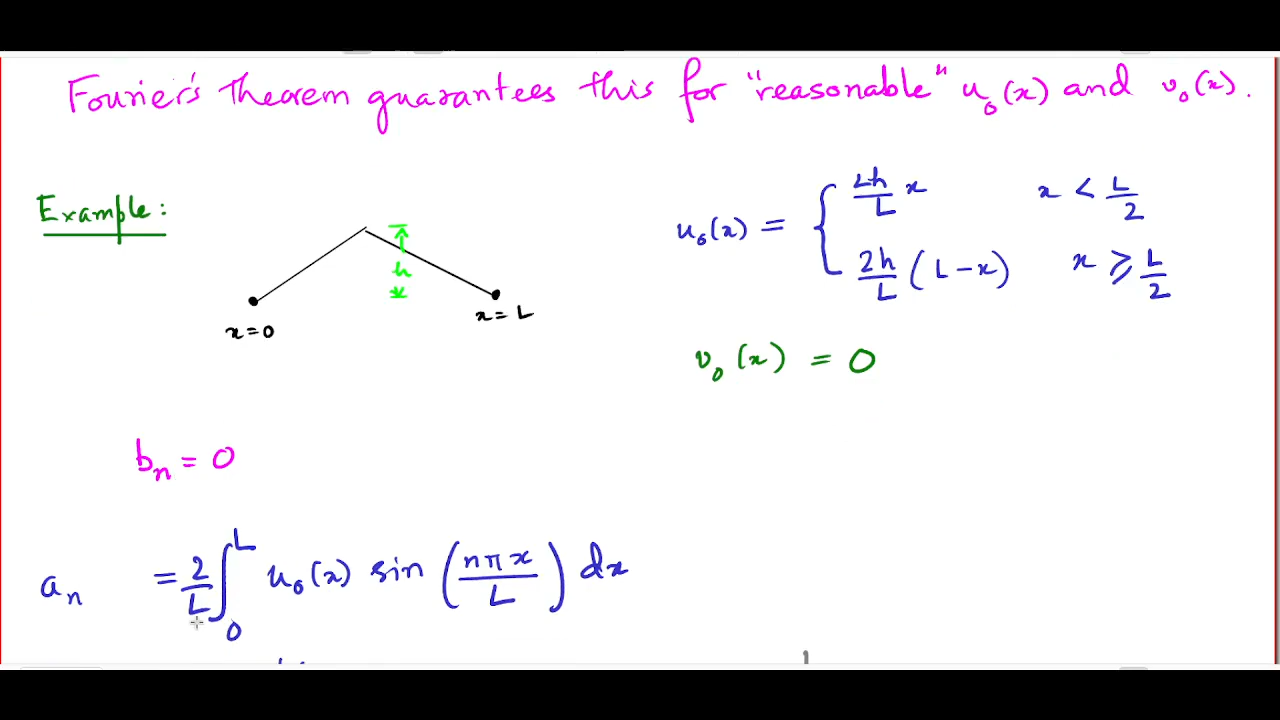 Fourier's Theorem guarantees this for "reasonable" u₀(x) and v₀(x).
Example:
h
x=0
x=L
u₀(x) = { 2h/L x    x < L/2
2h/L (L-x)    x ⩾ L/2
v₀(x) = 0
bₙ = 0
aₙ = 2/L ∫₀ᴸ u₀(x) sin (nπx/L) dx